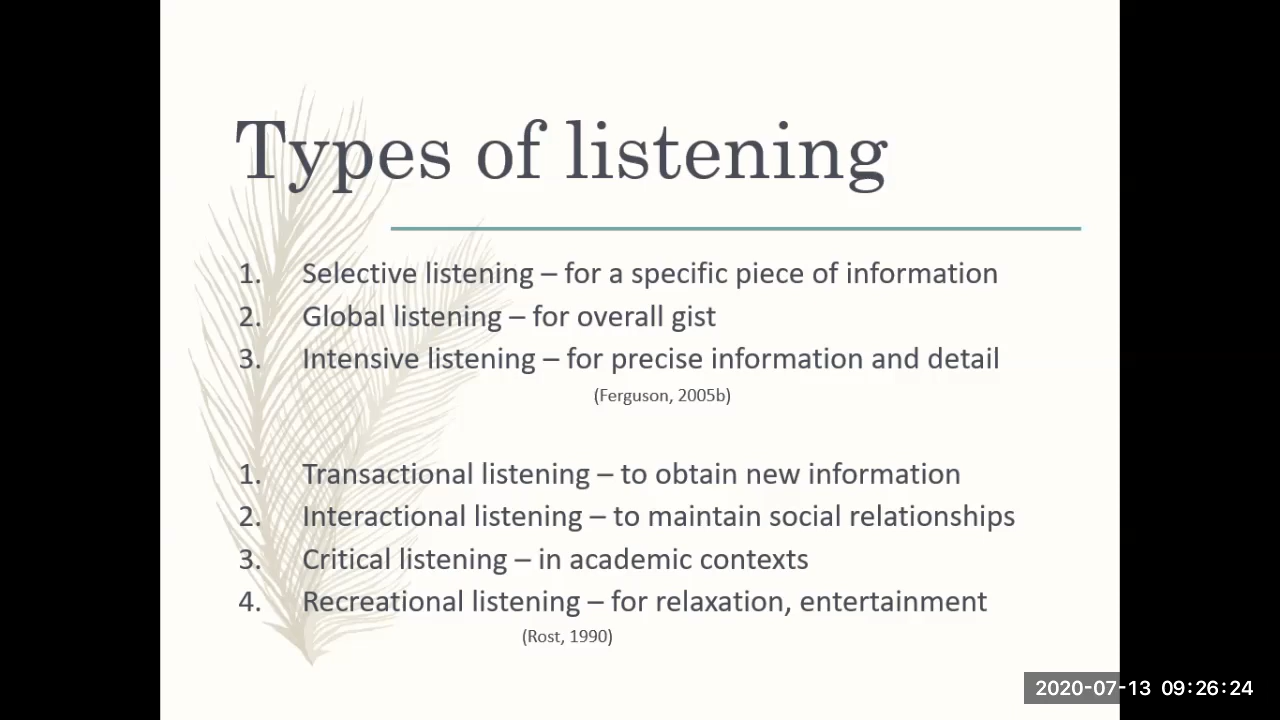 Types of listening
1. Selective listening – for a specific piece of information
2. Global listening – for overall gist
3. Intensive listening – for precise information and detail
(Ferguson, 2005b)
1. Transactional listening – to obtain new information
2. Interactional listening – to maintain social relationships
3. Critical listening – in academic contexts
4. Recreational listening – for relaxation, entertainment
(Rost, 1990)
2020-07-13 09:26:24